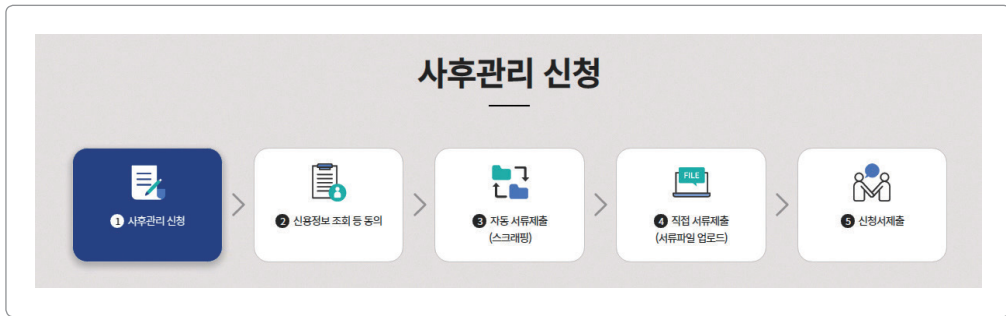 사후관리 신청
1 사후관리 신청
2 신용정보 조회 등 동의
3 자동 서류제출
(스크래핑)
FILE
4 직접 서류제출
(서류파일 업로드)
5 신청서제출